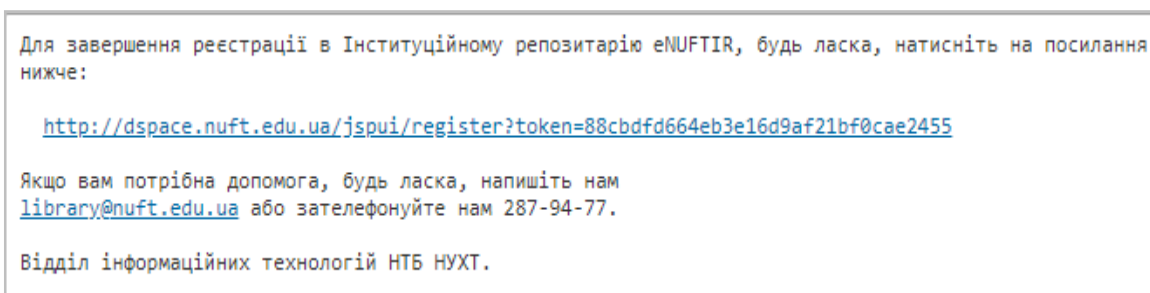 Для завершення реєстрації в Інституційному репозитарію eNUFTIR, будь ласка, натисніть на посилання
нижче:
http://dspace.nuft.edu.ua/jspui/register?token=88cbdfd664eb3e16d9af21bf0cae2455
Якщо вам потрібна допомога, будь ласка, напишіть нам
library@nuft.edu.ua або зателефонуйте нам 287-94-77.
Відділ інформаційних технологій НТБ НУХТ.